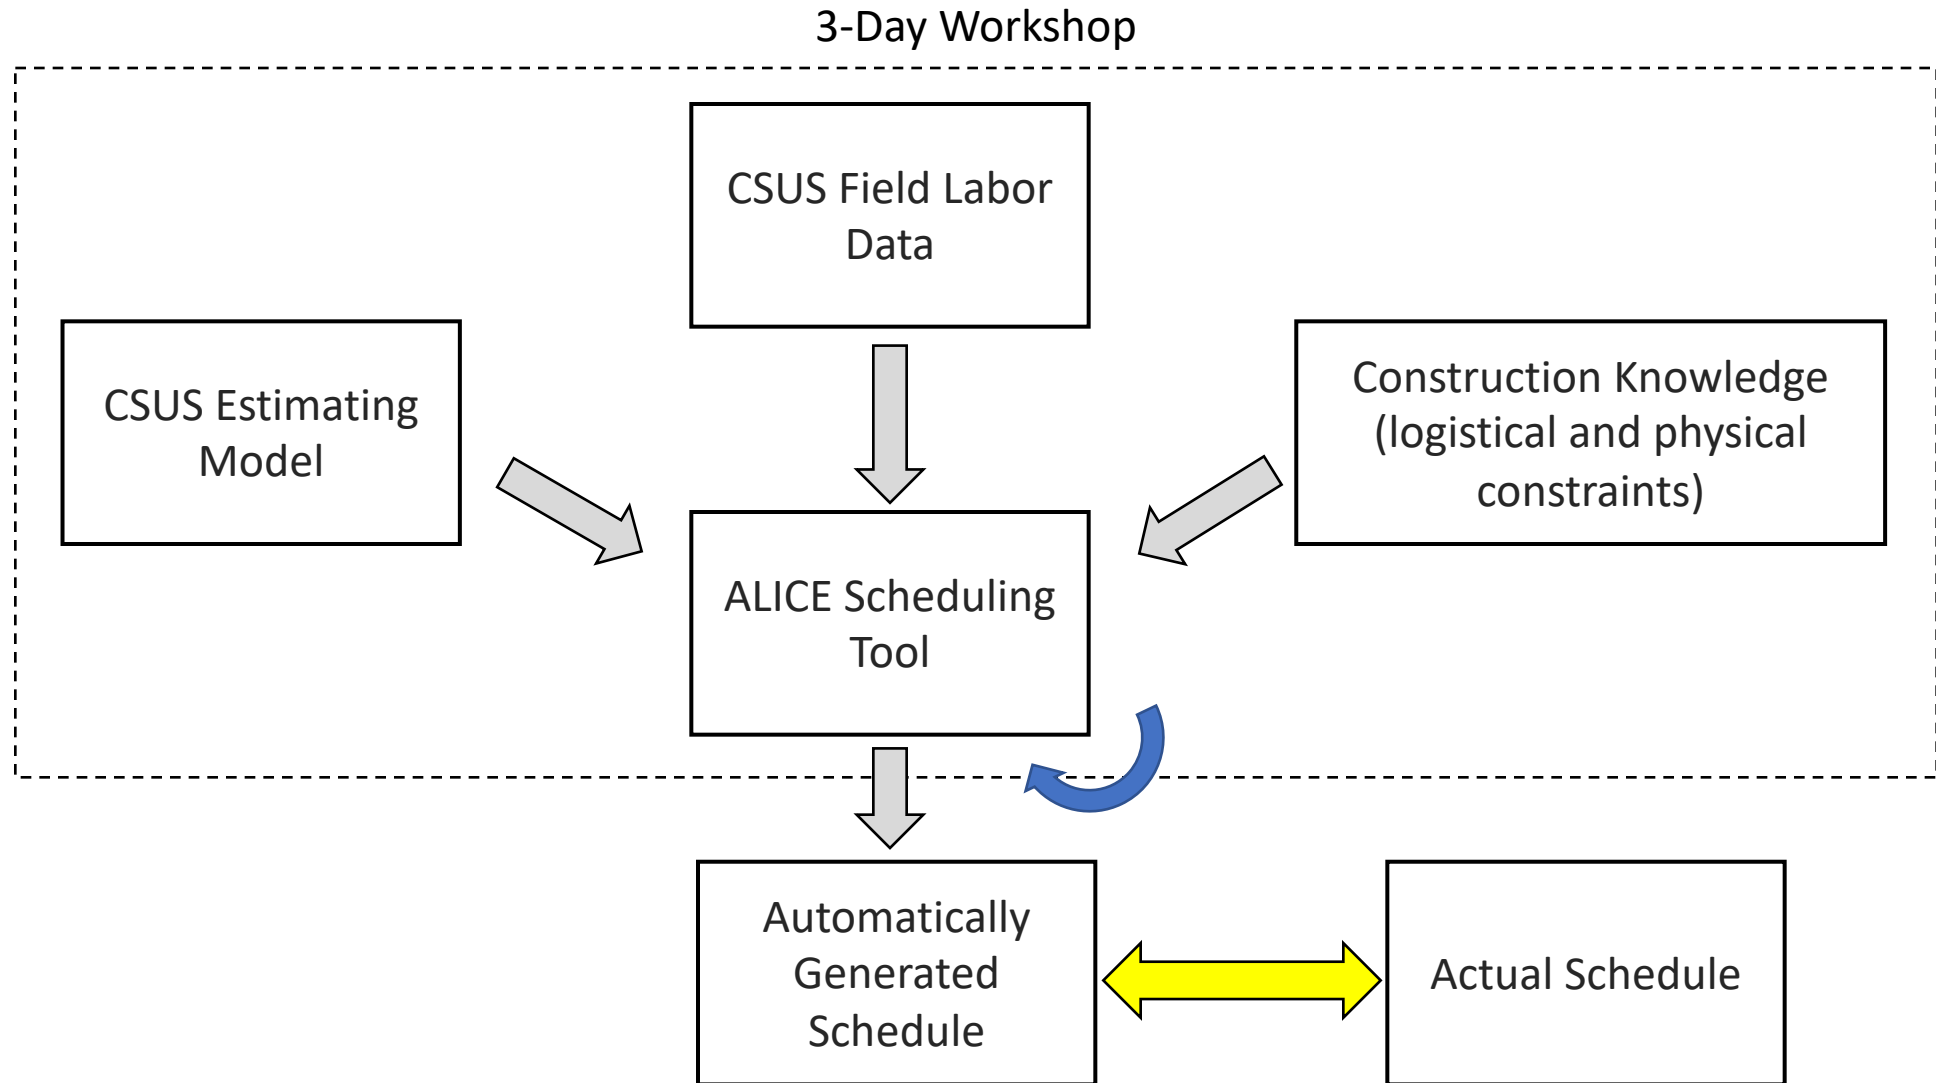 3-Day Workshop
CSUS Field Labor
Data
CSUS Estimating
Model
Construction Knowledge
(logistical and physical
constraints)
ALICE Scheduling
Tool
Automatically
Generated
Schedule
Actual Schedule